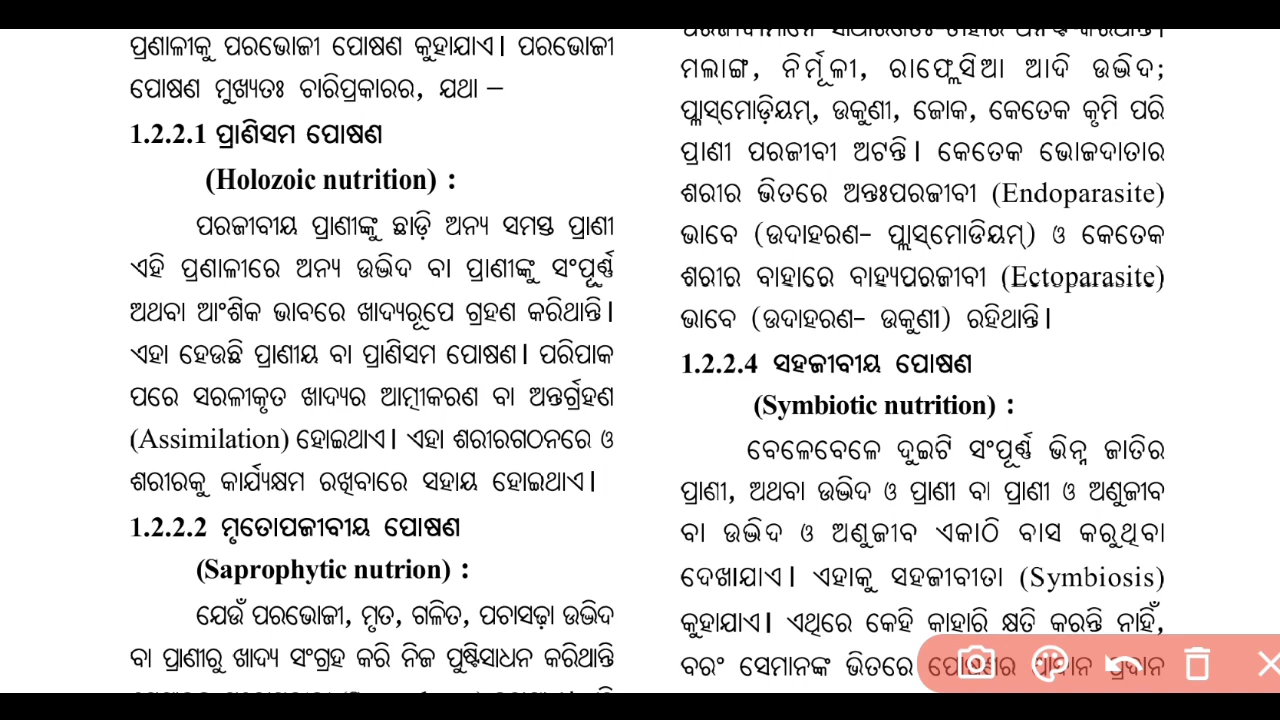 ପ୍ରଣାଳୀକୁ ପରଭୋଜୀ ପୋଷଣ କୁହାଯାଏ। ପରଭୋଜୀ
ପୋଷଣ ମୁଖ୍ୟତଃ ଚାରିପ୍ରକାରର, ଯଥା –
1.2.2.1 ପ୍ରାଣିସମ ପୋଷଣ
(Holozoic nutrition) :
ପରଜୀବୀୟ ପ୍ରାଣୀଙ୍କୁ ଛାଡ଼ି ଅନ୍ୟ ସମସ୍ତ ପ୍ରାଣୀ
ଏହି ପ୍ରଣାଳୀରେ ଅନ୍ୟ ଉଦ୍ଭିଦ ବା ପ୍ରାଣୀଙ୍କୁ ସଂପୂର୍ଣ୍ଣ
ଅଥବା ଆଂଶିକ ଭାବରେ ଖାଦ୍ୟରୂପେ ଗ୍ରହଣ କରିଥାନ୍ତି।
ଏହା ହେଉଛି ପ୍ରାଣୀୟ ବା ପ୍ରାଣିସମ ପୋଷଣ। ପରିପାକ
ପରେ ସରଳୀକୃତ ଖାଦ୍ୟର ଆତ୍ମୀକରଣ ବା ଅନ୍ତର୍ଗ୍ରହଣ
(Assimilation) ହୋଇଥାଏ। ଏହା ଶରୀରଗଠନରେ ଓ
ଶରୀରକୁ କାର୍ଯ୍ୟକ୍ଷମ ରଖିବାରେ ସହାୟ ହୋଇଥାଏ।
1.2.2.2 ମୃତୋପଜୀବୀୟ ପୋଷଣ
(Saprophytic nutrion) :
ଯେଉଁ ପରଭୋଜୀ, ମୃତ, ଗଳିତ, ପଚାସଢ଼ା ଉଦ୍ଭିଦ
ବା ପ୍ରାଣୀରୁ ଖାଦ୍ୟ ସଂଗ୍ରହ କରି ନିଜ ପୁଷ୍ଟିସାଧନ କରିଥାନ୍ତି
ମଲାଙ୍ଗ, ନିର୍ମୂଳୀ, ରାଫ୍ଲେସିଆ ଆଦି ଉଦ୍ଭିଦ;
ପ୍ଲାସ୍‌ମୋଡ଼ିୟମ୍, ଉକୁଣୀ, ଜୋକ, କେତେକ କୃମି ପରି
ପ୍ରାଣୀ ପରଜୀବୀ ଅଟନ୍ତି। କେତେକ ଭୋଜଦାତାର
ଶରୀର ଭିତରେ ଅନ୍ତଃପରଜୀବୀ (Endoparasite)
ଭାବେ (ଉଦାହରଣ– ପ୍ଲାସ୍‌ମୋଡିୟମ୍) ଓ କେତେକ
ଶରୀର ବାହାରେ ବାହ୍ୟପରଜୀବୀ (Ectoparasite)
ଭାବେ (ଉଦାହରଣ– ଉକୁଣୀ) ରହିଥାନ୍ତି।
1.2.2.4 ସହଜୀବୀୟ ପୋଷଣ
(Symbiotic nutrition) :
ବେଳେବେଳେ ଦୁଇଟି ସଂପୂର୍ଣ୍ଣ ଭିନ୍ନ ଜାତିର
ପ୍ରାଣୀ, ଅଥବା ଉଦ୍ଭିଦ ଓ ପ୍ରାଣୀ ବା ପ୍ରାଣୀ ଓ ଅଣୁଜୀବ
ବା ଉଦ୍ଭିଦ ଓ ଅଣୁଜୀବ ଏକାଠି ବାସ କରୁଥିବା
ଦେଖାଯାଏ। ଏହାକୁ ସହଜୀବୀତା (Symbiosis)
କୁହାଯାଏ। ଏଥିରେ କେହି କାହାରି କ୍ଷତି କରନ୍ତି ନାହିଁ,
ବରଂ ସେମାନଙ୍କ ଭିତରେ ପୋଷଣର ଆଦାନ ପ୍ରଦାନ